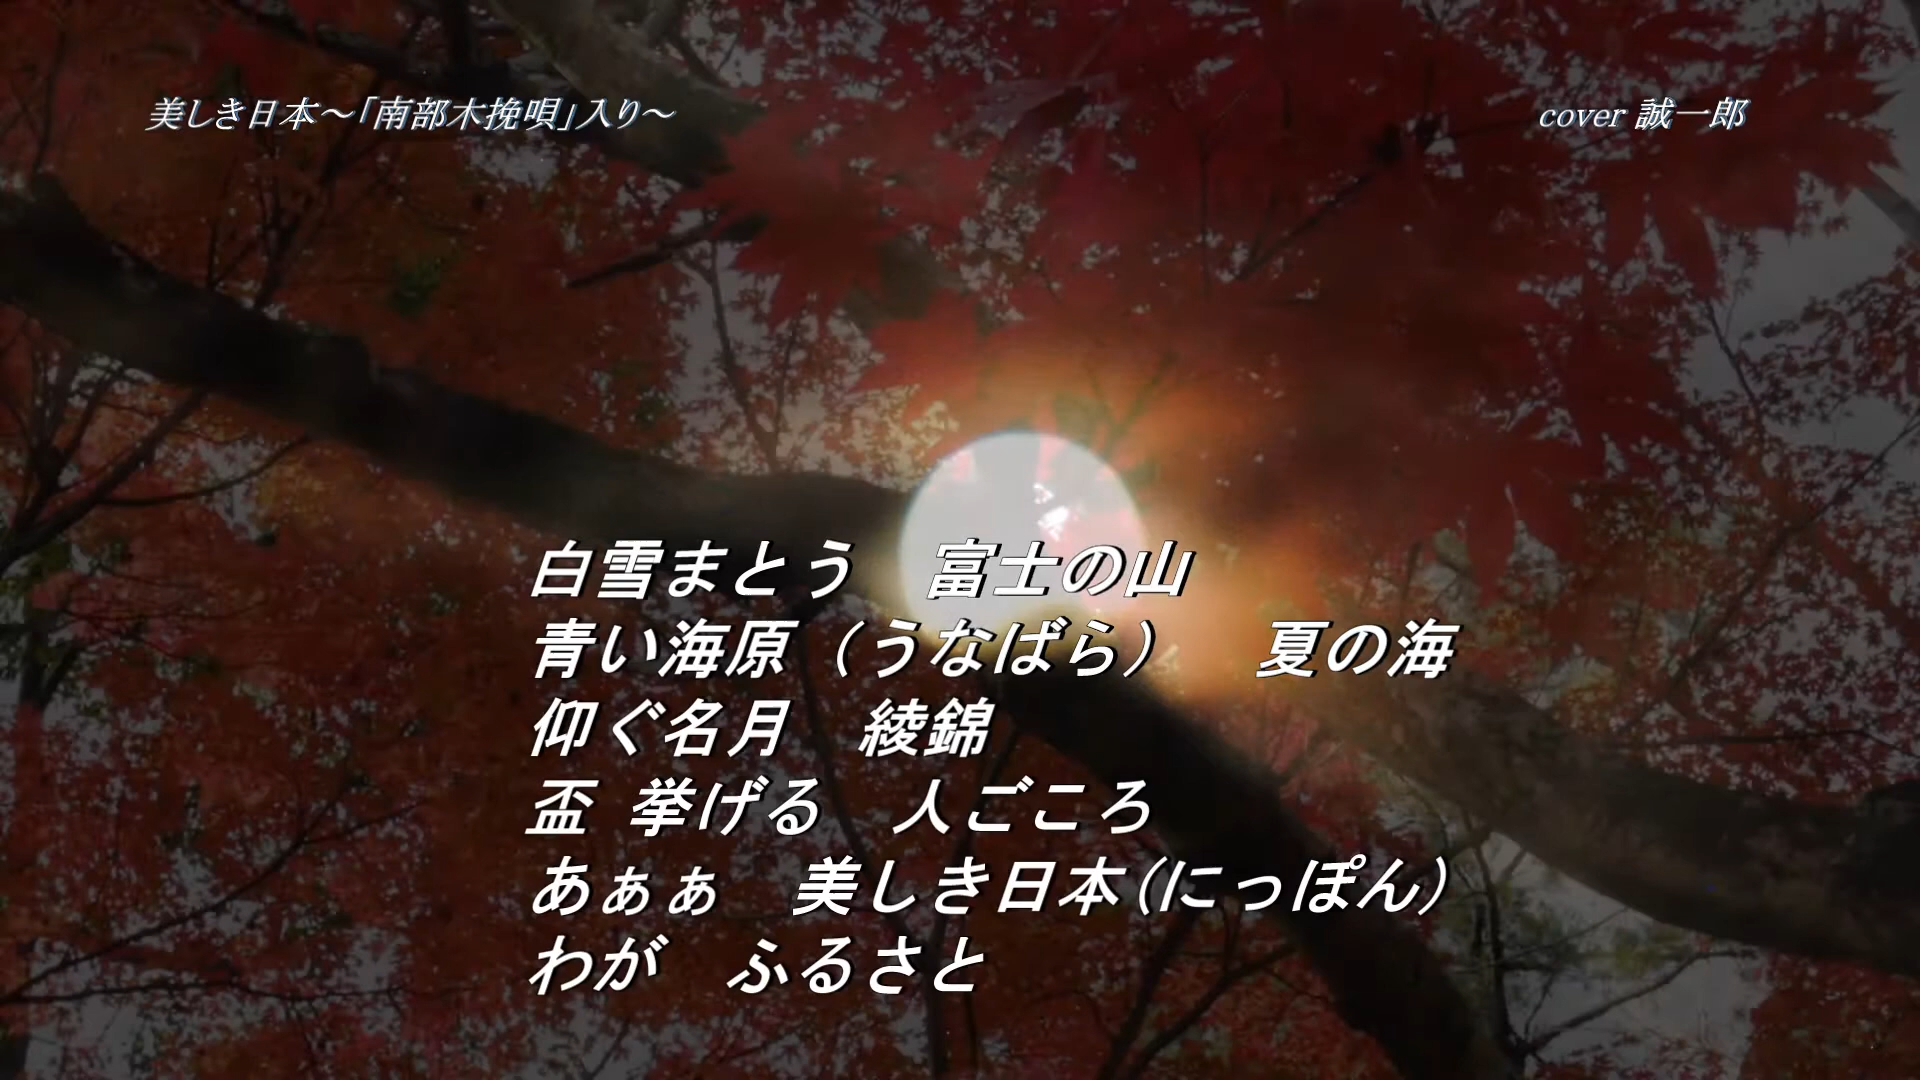 美しき日本～「南部木挽唄」入り～
cover 誠一郎
白雪まとう　富士の山
青い海原（うなばら）　夏の海
仰ぐ名月　綾錦
盃 挙げる　人ごころ
あぁぁ　美しき日本(にっぽん)
わが　ふるさと